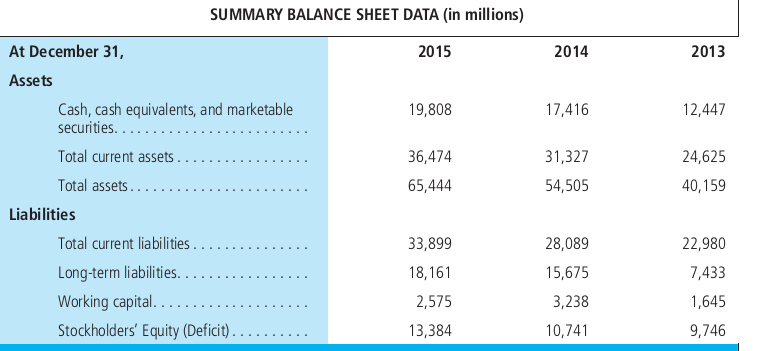 SUMMARY BALANCE SHEET DATA (in millions)
At December 31, 2015 2014 2013
Assets
Cash, cash equivalents, and marketable
securities. . . . . . . . . . . . . . . . . . . . . . . . . 19,808 17,416 12,447
Total current assets . . . . . . . . . . . . . . . . . 36,474 31,327 24,625
Total assets . . . . . . . . . . . . . . . . . . . . . . . 65,444 54,505 40,159
Liabilities
Total current liabilities . . . . . . . . . . . . . . . 33,899 28,089 22,980
Long-term liabilities. . . . . . . . . . . . . . . . . 18,161 15,675 7,433
Working capital. . . . . . . . . . . . . . . . . . . . 2,575 3,238 1,645
Stockholders’ Equity (Deficit) . . . . . . . . . . 13,384 10,741 9,746